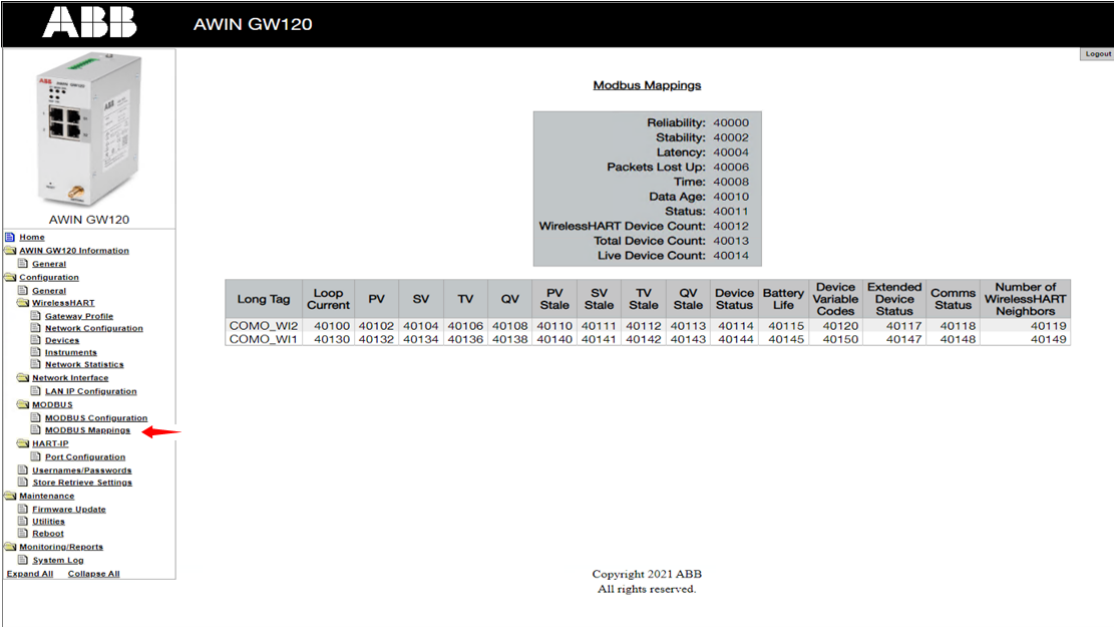 ABB AWIN GW120
Logout
ABB
ABB
AWIN GW120
Home
AWIN GW120 Information
General
Configuration
General
WirelessHART
Gateway Profile
Network Configuration
Devices
Instruments
Network Statistics
Network Interface
LAN IP Configuration
MODBUS
MODBUS Configuration
MODBUS Mappings
HART-IP
Port Configuration
Usernames/Passwords
Store Retrieve Settings
Maintenance
Firmware Update
Utilities
Reboot
Monitoring/Reports
System Log
Expand All Collapse All
Modbus Mappings
Reliability: 40000
Stability: 40002
Latency: 40004
Packets Lost Up: 40006
Time: 40008
Data Age: 40010
Status: 40011
WirelessHART Device Count: 40012
Total Device Count: 40013
Live Device Count: 40014
Long Tag Loop Current PV SV TV QV PV Stale SV Stale TV Stale QV Stale Device Status Battery Life Device Variable Codes Extended Device Status Comms Status Number of WirelessHART Neighbors
COMO_WI2 40100 40102 40104 40106 40108 40110 40111 40112 40113 40114 40115 40120 40117 40118 40119
COMO_WI1 40130 40132 40134 40136 40138 40140 40141 40142 40143 40144 40145 40150 40147 40148 40149
Copyright 2021 ABB
All rights reserved.